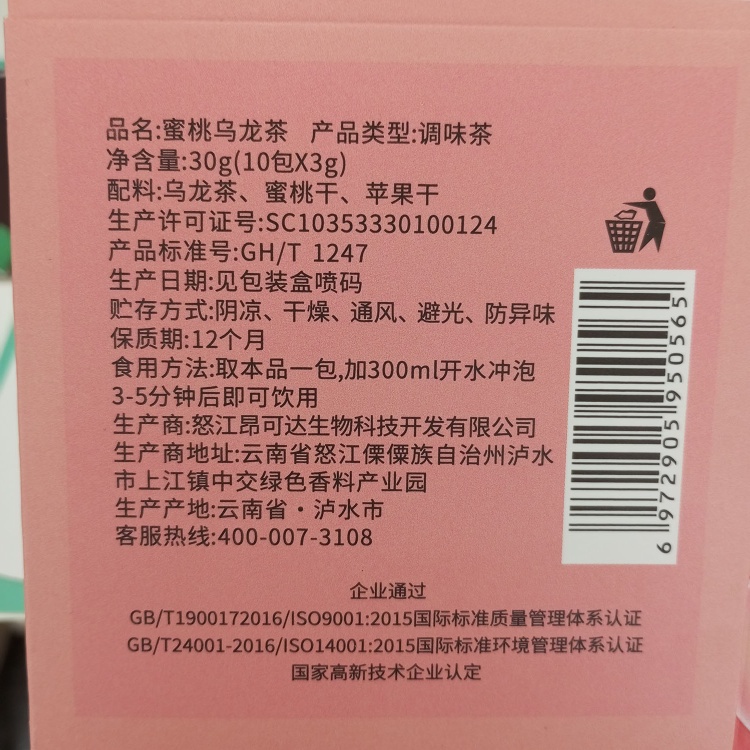 品名:蜜桃乌龙茶 产品类型:调味茶
净含量:30g(10包X3g)
配料:乌龙茶、蜜桃干、苹果干
生产许可证号:SC10353330100124
产品标准号:GH/T 1247
生产日期:见包装盒喷码
贮存方式:阴凉、干燥、通风、避光、防异味
保质期:12个月
食用方法:取本品一包,加300ml开水冲泡
3-5分钟后即可饮用
生产商:怒江昂可达生物科技开发有限公司
生产商地址:云南省怒江傈僳族自治州泸水
市上江镇中交绿色香料产业园
生产产地:云南省·泸水市
客服热线:400-007-3108
6 972905 950565
企业通过
GB/T1900172016/ISO9001:2015国际标准质量管理体系认证
GB/T24001-2016/ISO14001:2015国际标准环境管理体系认证
国家高新技术企业认定